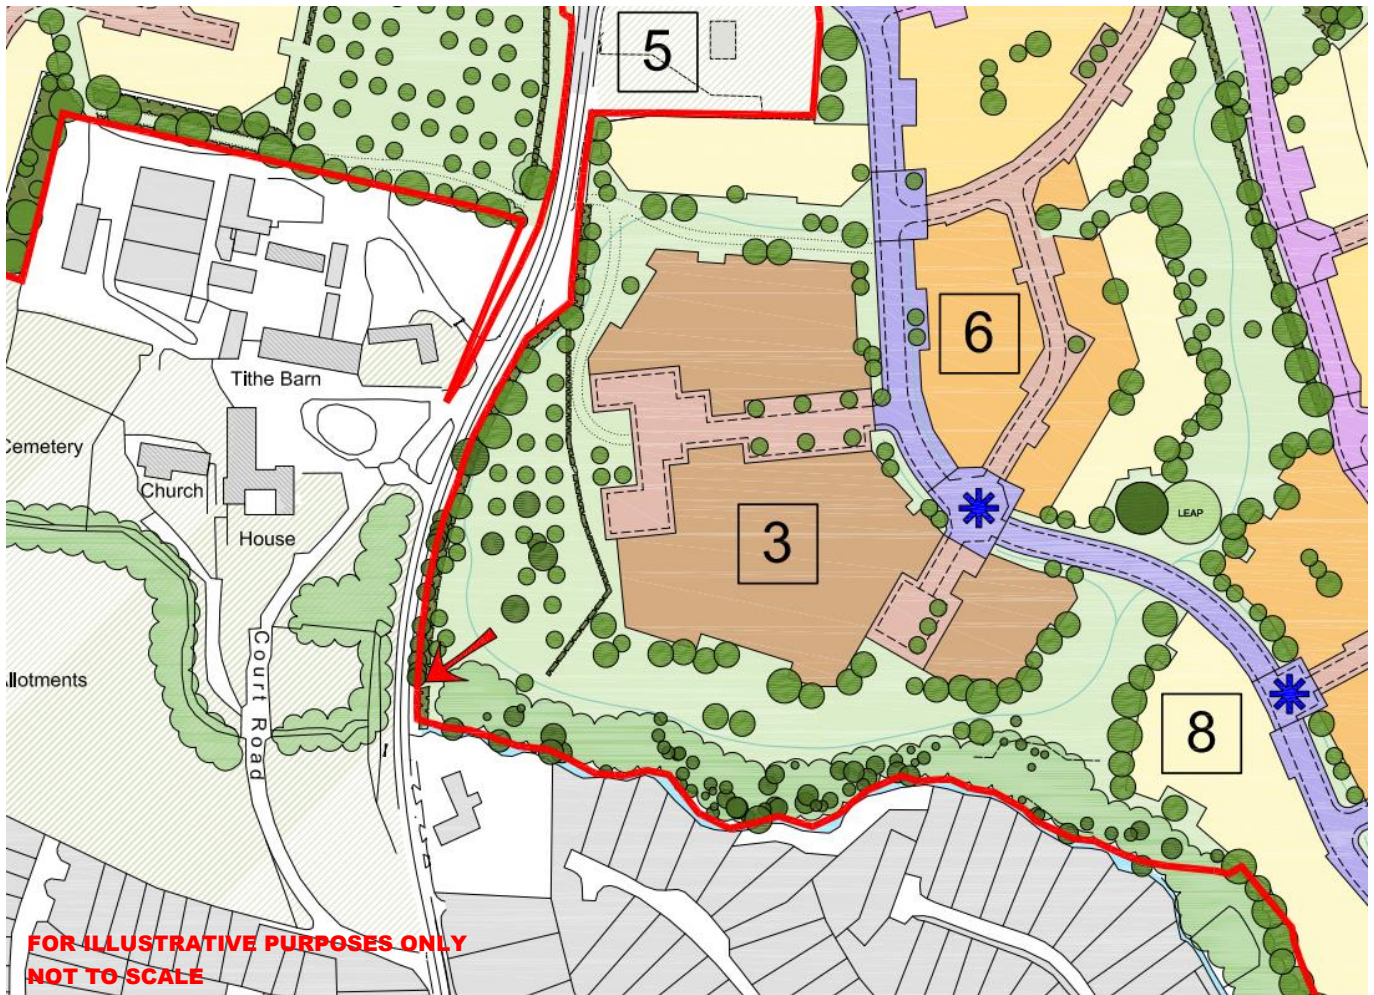 5
6
Tithe Barn
Cemetery
Church
LEAP
House
3
Court Road
llotments
8
FOR ILLUSTRATIVE PURPOSES ONLY
NOT TO SCALE